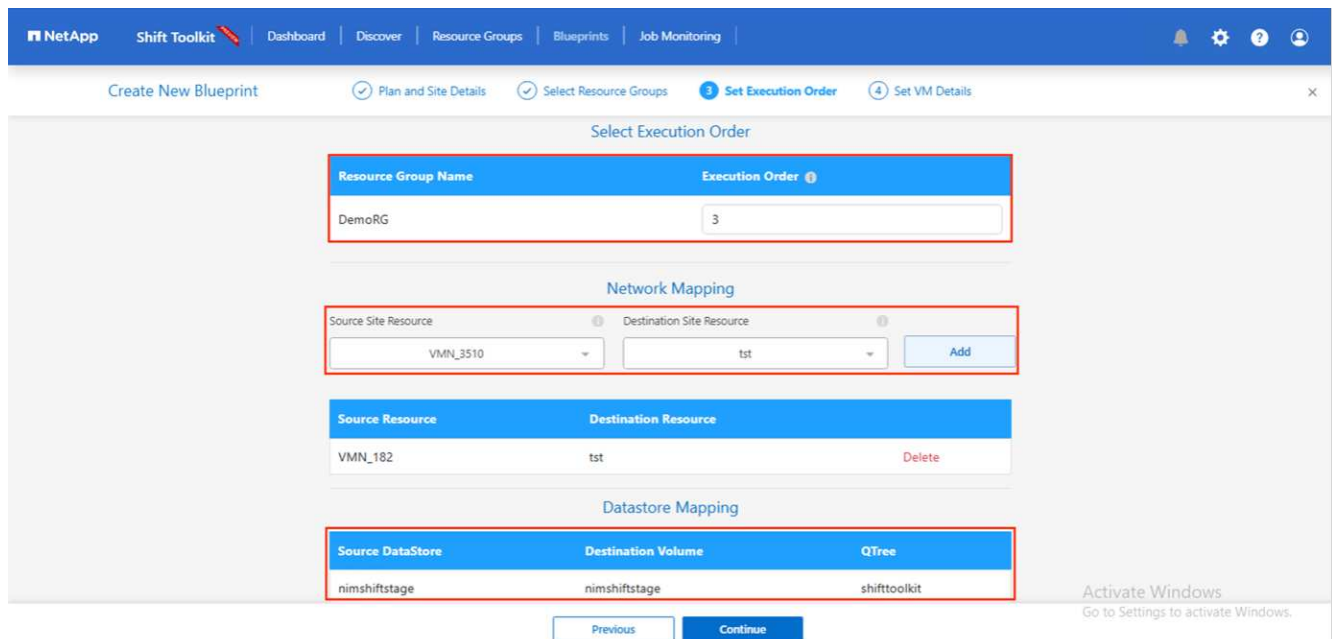 NetApp Shift Toolkit Dashboard Discover Resource Groups Blueprints Job Monitoring
Create New Blueprint Plan and Site Details Select Resource Groups 3 Set Execution Order 4 Set VM Details
Select Execution Order
Resource Group Name Execution Order
DemoRG 3
Network Mapping
Source Site Resource Destination Site Resource
VMN_3510 tst Add
Source Resource Destination Resource
VMN_182 tst Delete
Datastore Mapping
Source DataStore Destination Volume QTree
nimshiftstage nimshiftstage shifttoolkit
Activate Windows
Go to Settings to activate Windows.
Previous Continue